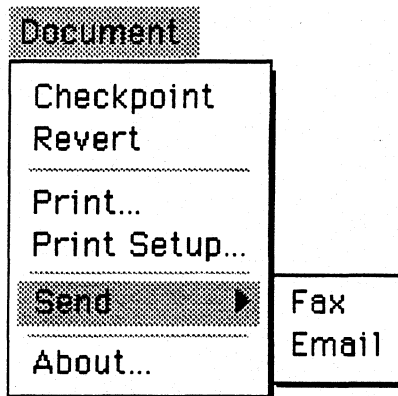 Document
Checkpoint
Revert
Print...
Print Setup...
Send
Fax
Email
About...